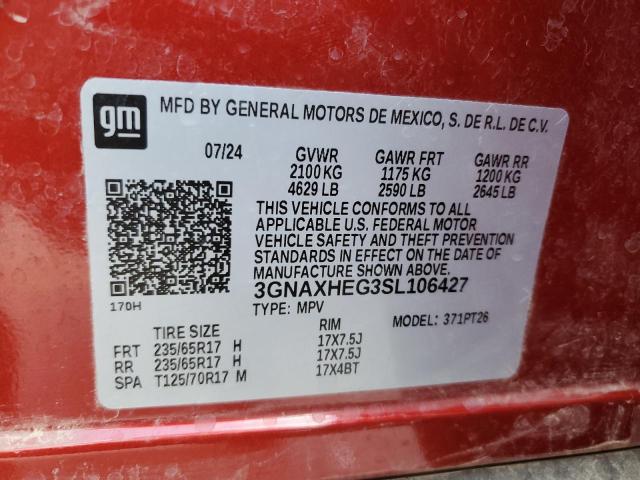 gm
MFD BY GENERAL MOTORS DE MEXICO, S. DE R.L. DE C.V.
07/24 GVWR GAWR FRT GAWR RR
2100 KG 1175 KG 1200 KG
4629 LB 2590 LB 2645 LB
THIS VEHICLE CONFORMS TO ALL
APPLICABLE U.S. FEDERAL MOTOR
VEHICLE SAFETY AND THEFT PREVENTION
STANDARDS IN EFFECT ON THE DATE OF
MANUFACTURE SHOWN ABOVE.
3GNAXHEG3SL106427
170H
TYPE: MPV MODEL: 371PT26
TIRE SIZE RIM
FRT 235/65R17 H 17X7.5J
RR 235/65R17 H 17X7.5J
SPA T125/70R17 M 17X4BT